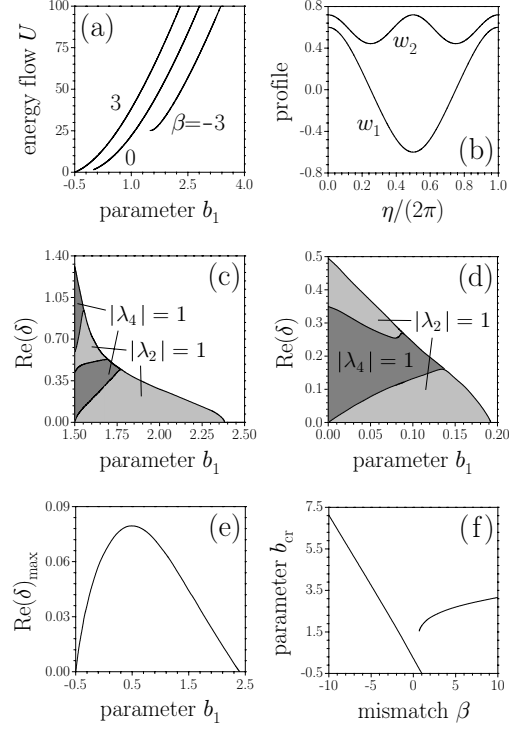 energy flow U
100
75
50
25
0
(a)
3
0
β=−3
-0.5
1.0
2.5
4.0
parameter b₁
profile
0.8
0.4
0.0
-0.4
-0.8
w₂
w₁
(b)
0.0
0.5
1.0
η/(2π)
Re(δ)
1.40
1.05
0.70
0.35
0.00
(c)
|λ₄| = 1
|λ₂| = 1
1.50
1.75
2.00
2.25
2.50
parameter b₁
Re(δ)
0.5
0.4
0.3
0.2
0.1
0.0
(d)
|λ₂| = 1
|λ₄| = 1
0.00
0.05
0.10
0.15
0.20
parameter b₁
Re(δ)max
0.09
0.06
0.03
0.00
(e)
-0.5
0.5
1.5
2.5
parameter b₁
parameter bcr
7.5
5.5
3.5
1.5
-0.5
(f)
-10
-5
0
5
10
mismatch β